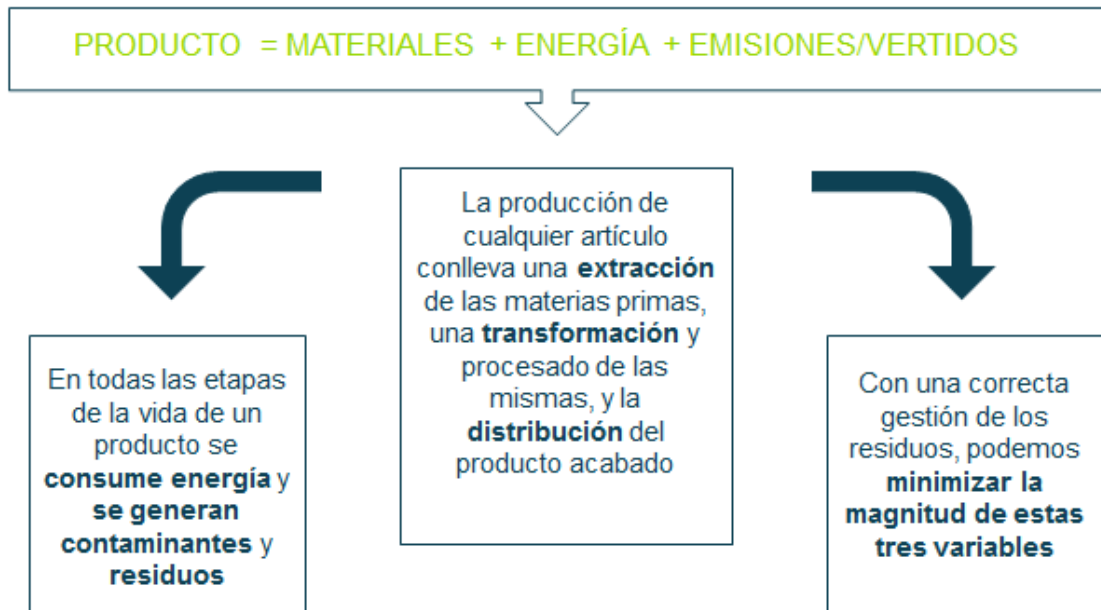 PRODUCTO = MATERIALES + ENERGÍA + EMISIONES/VERTIDOS
La producción de
cualquier artículo
conlleva una extracción
de las materias primas,
una transformación y
procesado de las
mismas, y la
distribución del
producto acabado
En todas las etapas
de la vida de un
producto se
consume energía y
se generan
contaminantes y
residuos
Con una correcta
gestión de los
residuos, podemos
minimizar la
magnitud de estas
tres variables